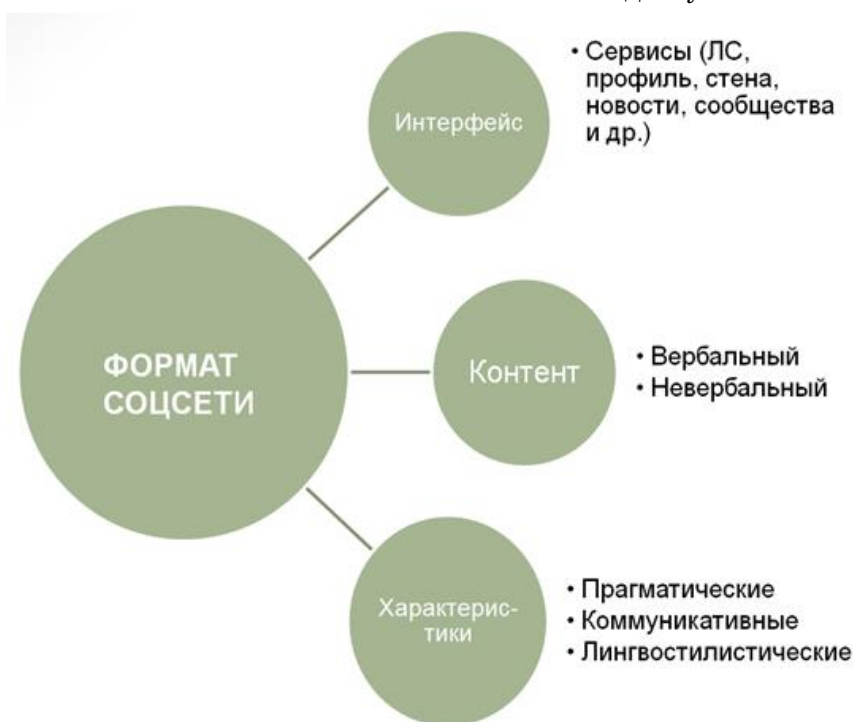 ФОРМАТ
СОЦСЕТИ
Интерфейс
• Сервисы (ЛС,
профиль, стена,
новости, сообщества
и др.)
Контент
• Вербальный
• Невербальный
Характерис-
тики
• Прагматические
• Коммуникативные
• Лингвостилистические